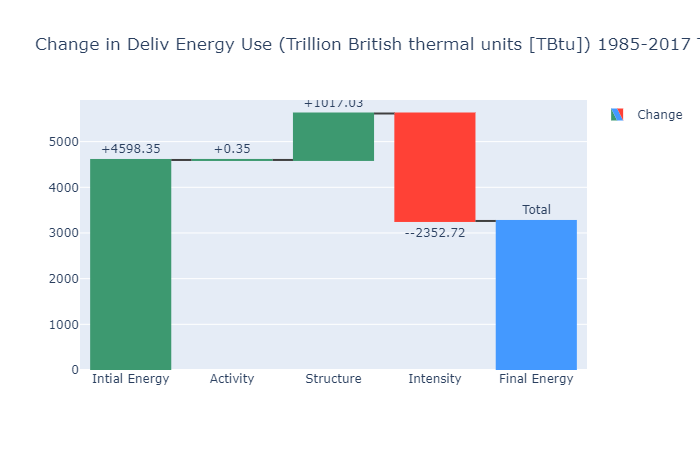 Change in Deliv Energy Use (Trillion British thermal units [TBtu]) 1985-2017
+1017.03
Change
5000
+4598.35
+0.35
4000
Total
3000
--2352.72
2000
1000
0
Intial Energy
Activity
Structure
Intensity
Final Energy